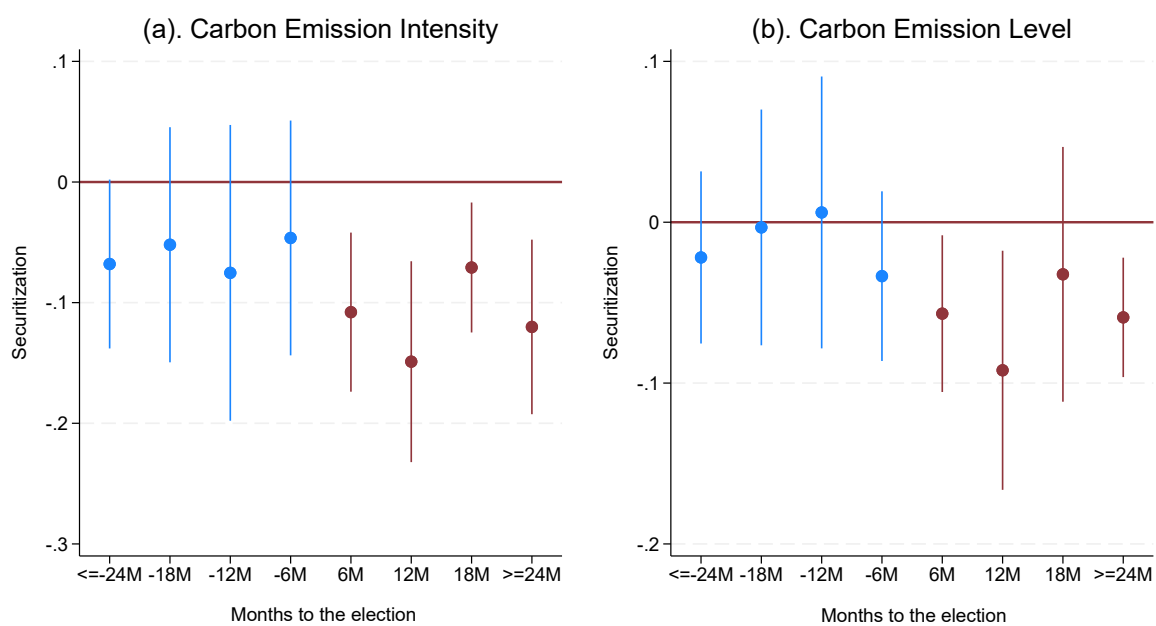 (a). Carbon Emission Intensity
.1
0
-.1
-.2
-.3
Securitization
<=-24M -18M -12M -6M 6M 12M 18M >=24M
Months to the election
(b). Carbon Emission Level
.1
0
-.1
-.2
Securitization
<=-24M -18M -12M -6M 6M 12M 18M >=24M
Months to the election